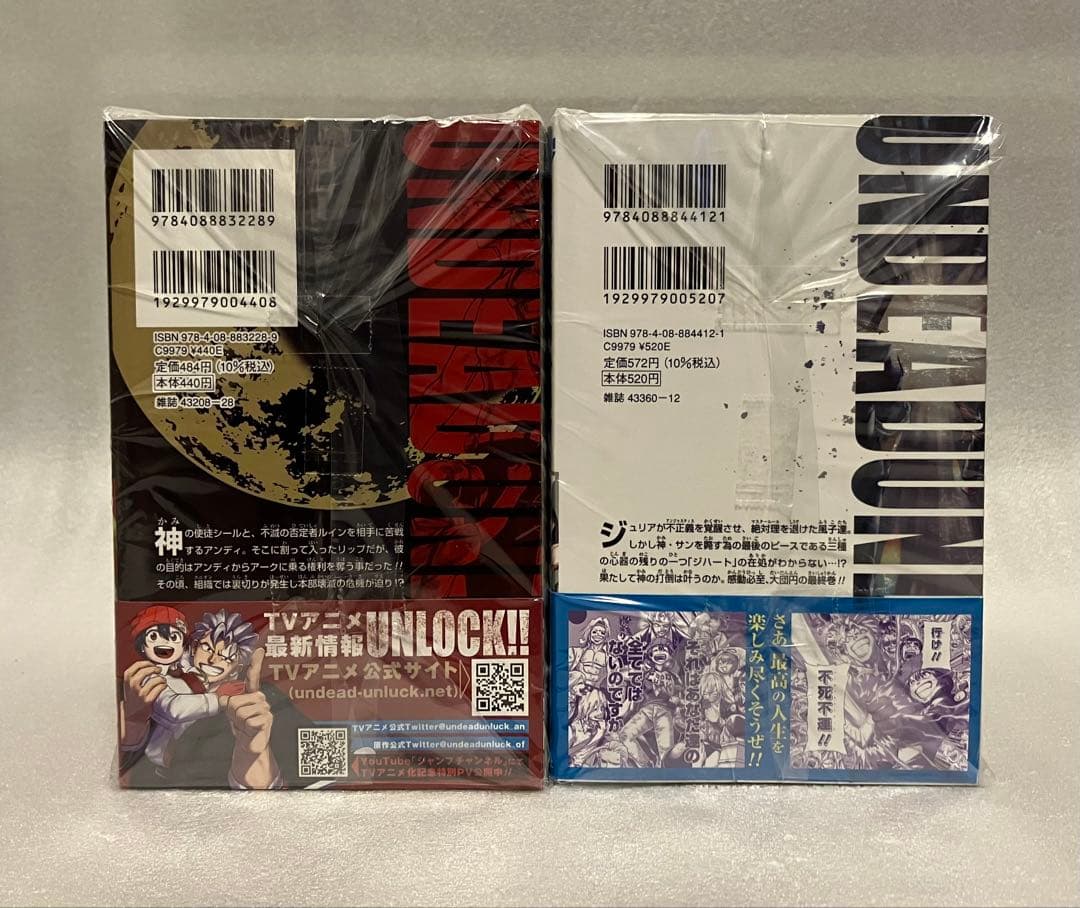 UNDEADUNL
9784088832289
1929979004408
ISBN 978-4-08-883228-9
C9979 ¥440E
定価484円(10%税込)
本体440円
雑誌 43208-28
神の使徒シールと、不滅の否定者ルインを相手に苦戦
するアンディ。そこに割って入ったリップだが、彼
の目的はアンディからアークに乗る権利を奪う事だった!!
その頃、組織では裏切りが発生し本部壊滅の危機が迫り!?
TVアニメ
最新情報UNLOCK!!
TVアニメ公式サイト
(undead-unluck.net)
TVアニメ公式Twitter@undeadunluck_an
原作公式Twitter@undeadunluck_of
YouTube「ジャンプチャンネル」にて
TVアニメ化記念特別PV公開中!!
UNDEADUNL
9784088844121
1929979005207
ISBN 978-4-08-884412-1
C9979 ¥520E
定価572円(10%税込)
本体520円
雑誌 43360-12
ジュリアが不正義を覚醒させ、絶対理を退けた風子達。
しかし神・サンを斃す為の最後のピースである三種
の心器の残りの一つ「ジハート」の在処がわからない…!?
果たして神の打倒は叶うのか。感動必至、大団円の最終巻!!
行け!!
不死不運!!
さあ、最高の人生を
楽しみ尽くそうぜ!!
それはあなた達の
全てでは
ないのですか